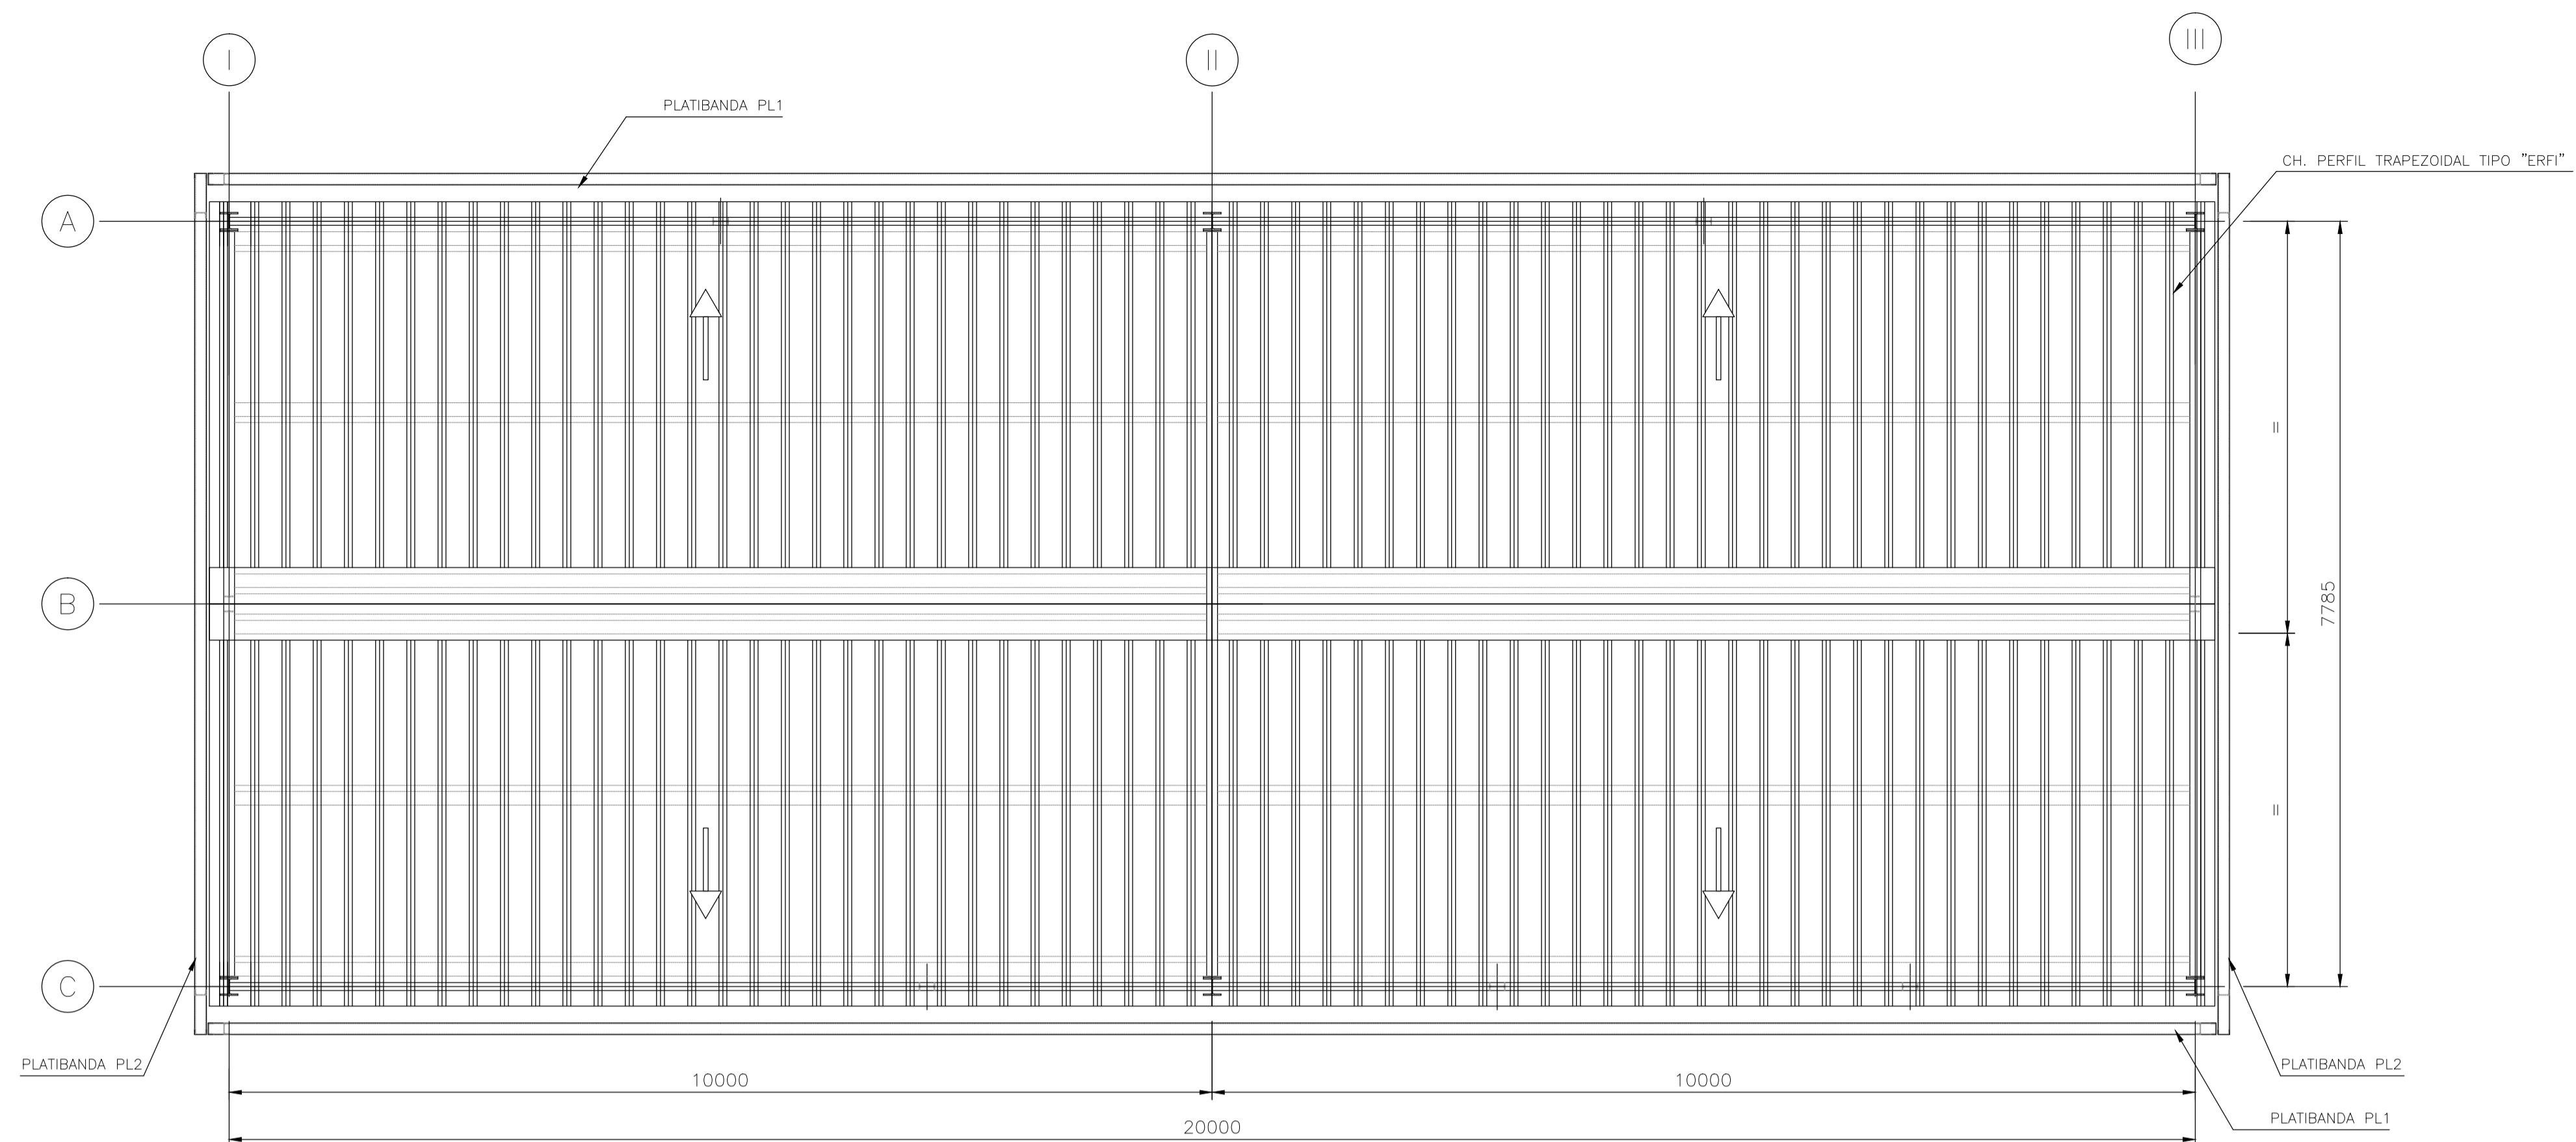 I
II
III
PLATIBANDA PL1
CH. PERFIL TRAPEZOIDAL TIPO "ERFI"
A
=
B
7785
=
C
PLATIBANDA PL2
PLATIBANDA PL2
10000
10000
PLATIBANDA PL1
20000